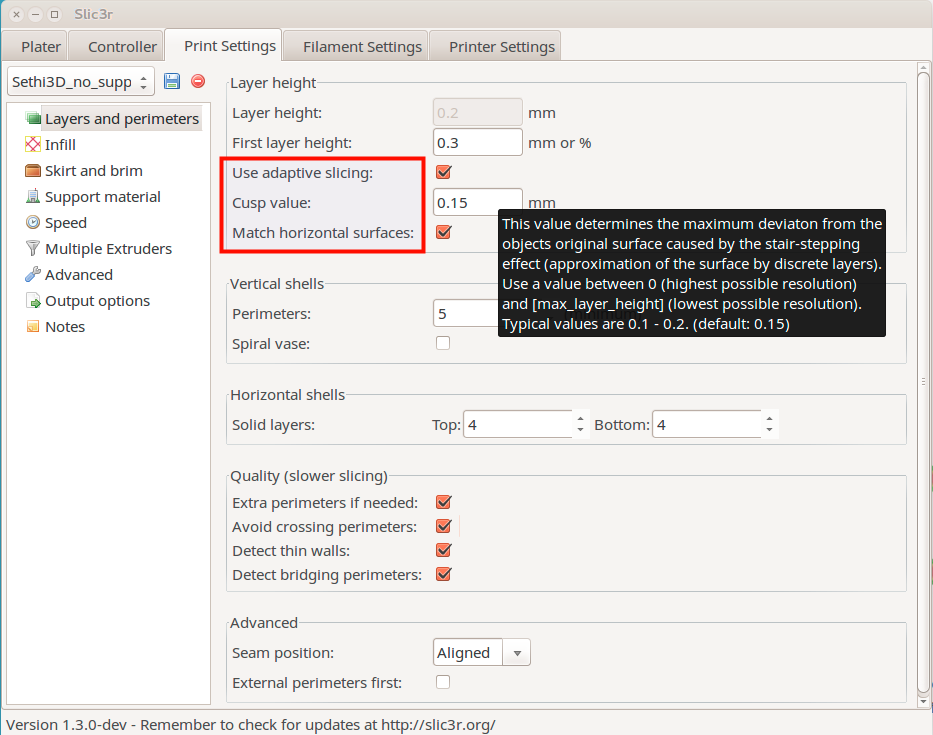 Slic3r
Plater Controller Print Settings Filament Settings Printer Settings
Sethi3D_no_supp
Layers and perimeters
Infill
Skirt and brim
Support material
Speed
Multiple Extruders
Advanced
Output options
Notes
Layer height
Layer height: 0.2 mm
First layer height: 0.3 mm or %
Use adaptive slicing:
Cusp value: 0.15 mm
Match horizontal surfaces:
This value determines the maximum deviaton from the
objects original surface caused by the stair-stepping
effect (approximation of the surface by discrete layers).
Use a value between 0 (highest possible resolution)
and [max_layer_height] (lowest possible resolution).
Typical values are 0.1 - 0.2. (default: 0.15)
Vertical shells
Perimeters: 5
Spiral vase:
Horizontal shells
Solid layers: Top: 4 Bottom: 4
Quality (slower slicing)
Extra perimeters if needed:
Avoid crossing perimeters:
Detect thin walls:
Detect bridging perimeters:
Advanced
Seam position: Aligned
External perimeters first:
Version 1.3.0-dev - Remember to check for updates at http://slic3r.org/